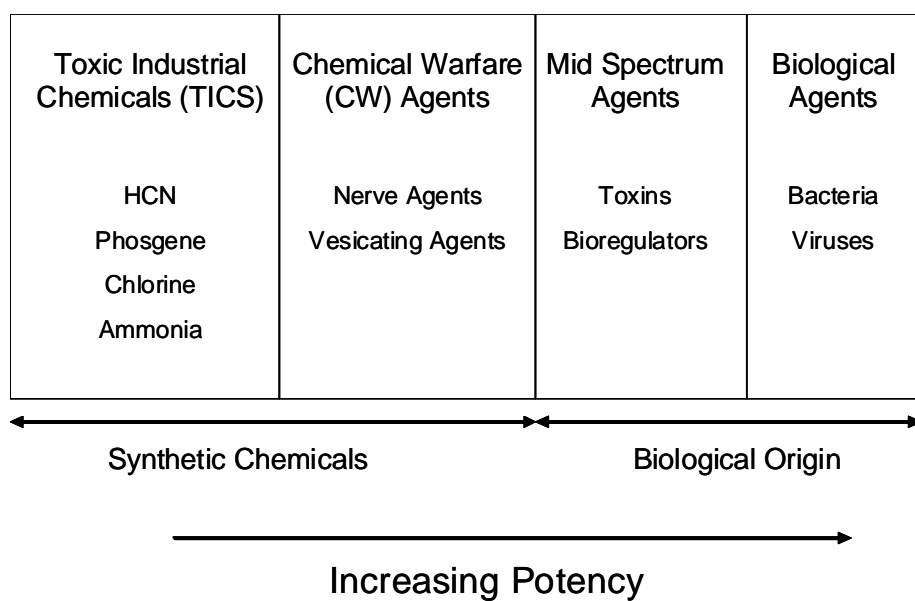 Toxic Industrial
Chemicals (TICS)
HCN
Phosgene
Chlorine
Ammonia
Chemical Warfare
(CW) Agents
Nerve Agents
Vesicating Agents
Mid Spectrum
Agents
Toxins
Bioregulators
Biological
Agents
Bacteria
Viruses
Synthetic Chemicals
Biological Origin
Increasing Potency